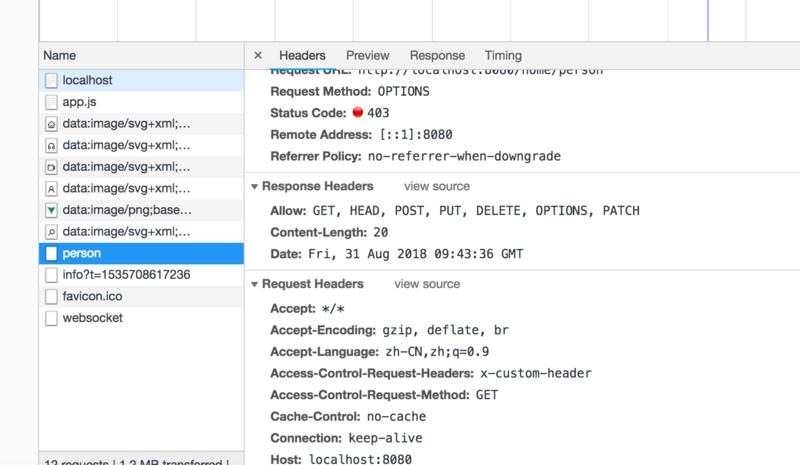 Name
Headers Preview Response Timing
localhost
app.js
data:image/svg+xml;...
data:image/svg+xml;...
data:image/svg+xml;...
data:image/svg+xml;...
data:image/png;base...
data:image/svg+xml;...
person
info?t=1535708617236
favicon.ico
websocket
12 requests | 1.2 MB transferred |
Request URL: http://localhost:8080/home/person
Request Method: OPTIONS
Status Code: 403
Remote Address: [::1]:8080
Referrer Policy: no-referrer-when-downgrade
Response Headers view source
Allow: GET, HEAD, POST, PUT, DELETE, OPTIONS, PATCH
Content-Length: 20
Date: Fri, 31 Aug 2018 09:43:36 GMT
Request Headers view source
Accept: */*
Accept-Encoding: gzip, deflate, br
Accept-Language: zh-CN,zh;q=0.9
Access-Control-Request-Headers: x-custom-header
Access-Control-Request-Method: GET
Cache-Control: no-cache
Connection: keep-alive
Host: localhost:8080